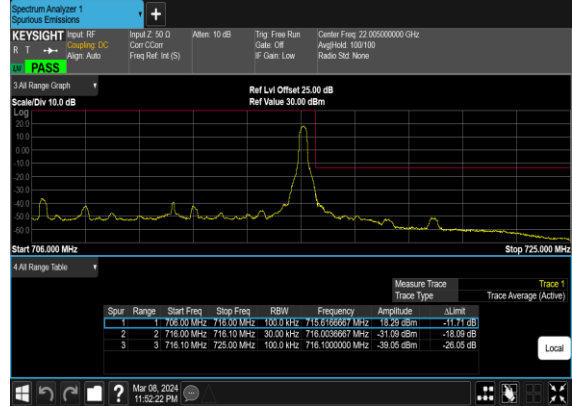 Spectrum Analyzer 1
Spurious Emissions
+
KEYSIGHT Input: RF Input Z: 50 Ω Atten: 10 dB Trig: Free Run Center Freq: 22.005000000 GHz
R T Coupling: DC Corr CCorr Gate: Off Avg|Hold: 100/100
Align: Auto Freq Ref: Int (S) IF Gain: Low Radio Std: None
PASS
3 All Range Graph
Ref Lvl Offset 25.00 dB
Scale/Div 10.0 dB Ref Value 30.00 dBm
Log
20.0
10.0
0.00
-10.0
-20.0
-30.0
-40.0
-50.0
-60.0
Start 706.000 MHz Stop 725.000 MHz
4 All Range Table
Measure Trace Trace 1
Trace Type Trace Average (Active)
Spur Range Start Freq Stop Freq RBW Frequency Amplitude ΔLimit
1 1 706.00 MHz 716.00 MHz 100.0 kHz 715.6166667 MHz 18.29 dBm -11.71 dB
2 2 716.00 MHz 716.10 MHz 30.00 kHz 716.0036667 MHz -31.09 dBm -18.09 dB
3 3 716.10 MHz 725.00 MHz 100.0 kHz 716.1000000 MHz -39.05 dBm -26.05 dB
Local
?
Mar 08, 2024
11:52:22 PM